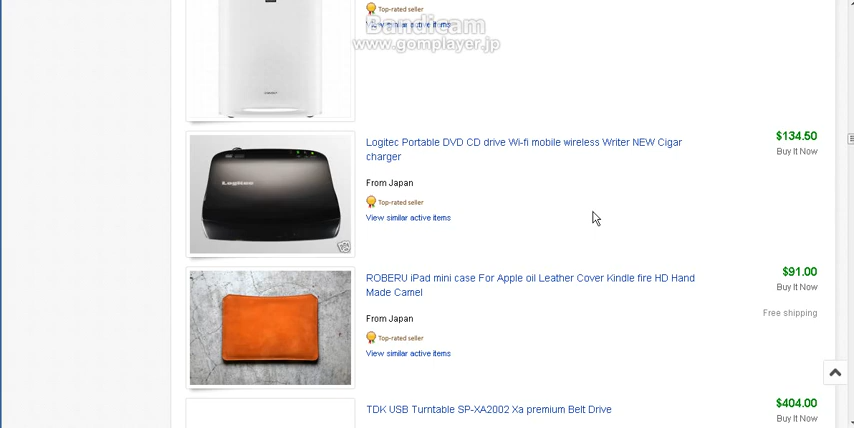 Top-rated seller
View similar active items
Bandicam
www.gomplayer.jp
Logitec Portable DVD CD drive Wi-fi mobile wireless Writer NEW Cigar
charger
$134.50
Buy It Now
From Japan
Top-rated seller
View similar active items
Logitec
ROBERU iPad mini case For Apple oil Leather Cover Kindle fire HD Hand
Made Camel
$91.00
Buy It Now
From Japan
Free shipping
Top-rated seller
View similar active items
TDK USB Turntable SP-XA2002 Xa premium Belt Drive
$404.00
Buy It Now